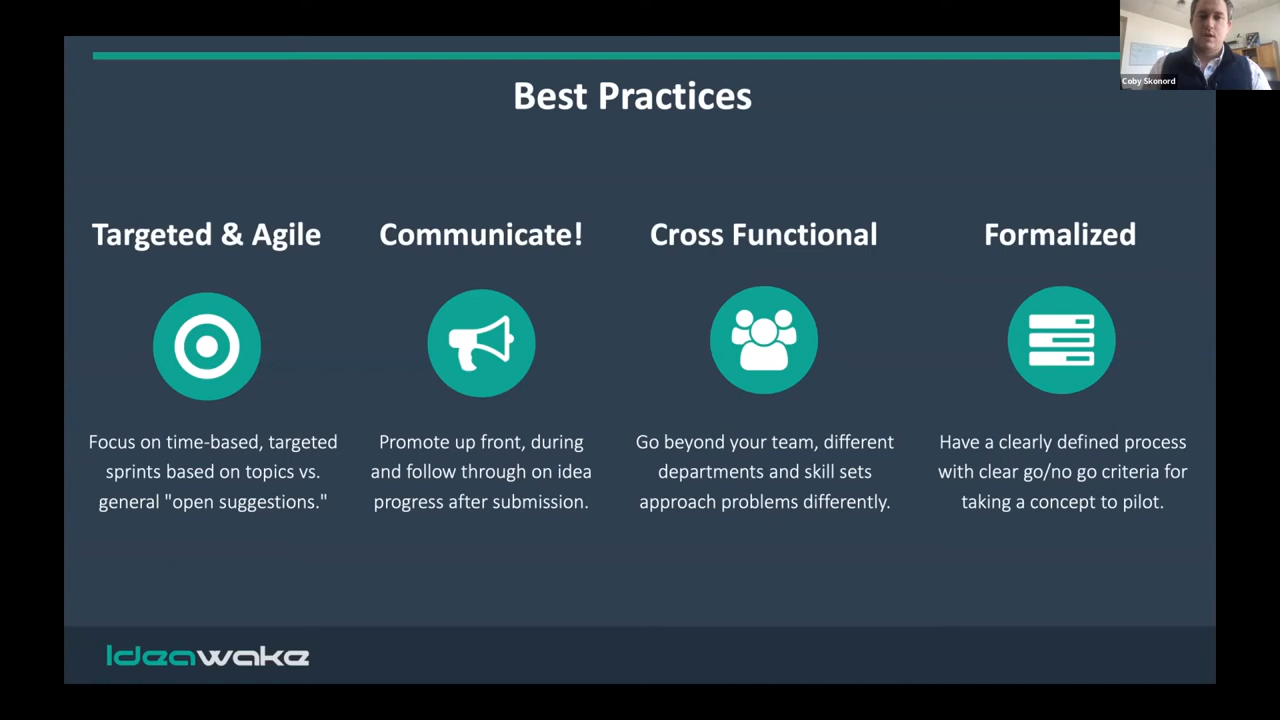 Coby Skonord
Best Practices
Targeted & Agile
Focus on time-based, targeted
sprints based on topics vs.
general "open suggestions."
Communicate!
Promote up front, during
and follow through on idea
progress after submission.
Cross Functional
Go beyond your team, different
departments and skill sets
approach problems differently.
Formalized
Have a clearly defined process
with clear go/no go criteria for
taking a concept to pilot.
Ideawake